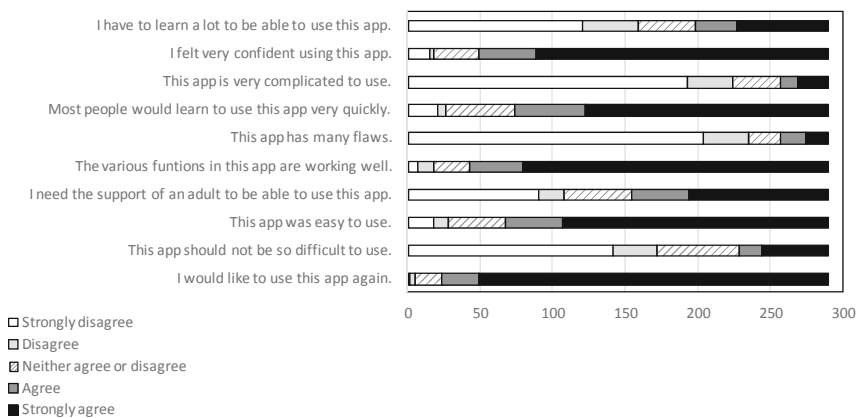 I have to learn a lot to be able to use this app.
I felt very confident using this app.
This app is very complicated to use.
Most people would learn to use this app very quickly.
This app has many flaws.
The various funtions in this app are working well.
I need the support of an adult to be able to use this app.
This app was easy to use.
This app should not be so difficult to use.
I would like to use this app again.
0 50 100 150 200 250 300
Strongly disagree
Disagree
Neither agree or disagree
Agree
Strongly agree